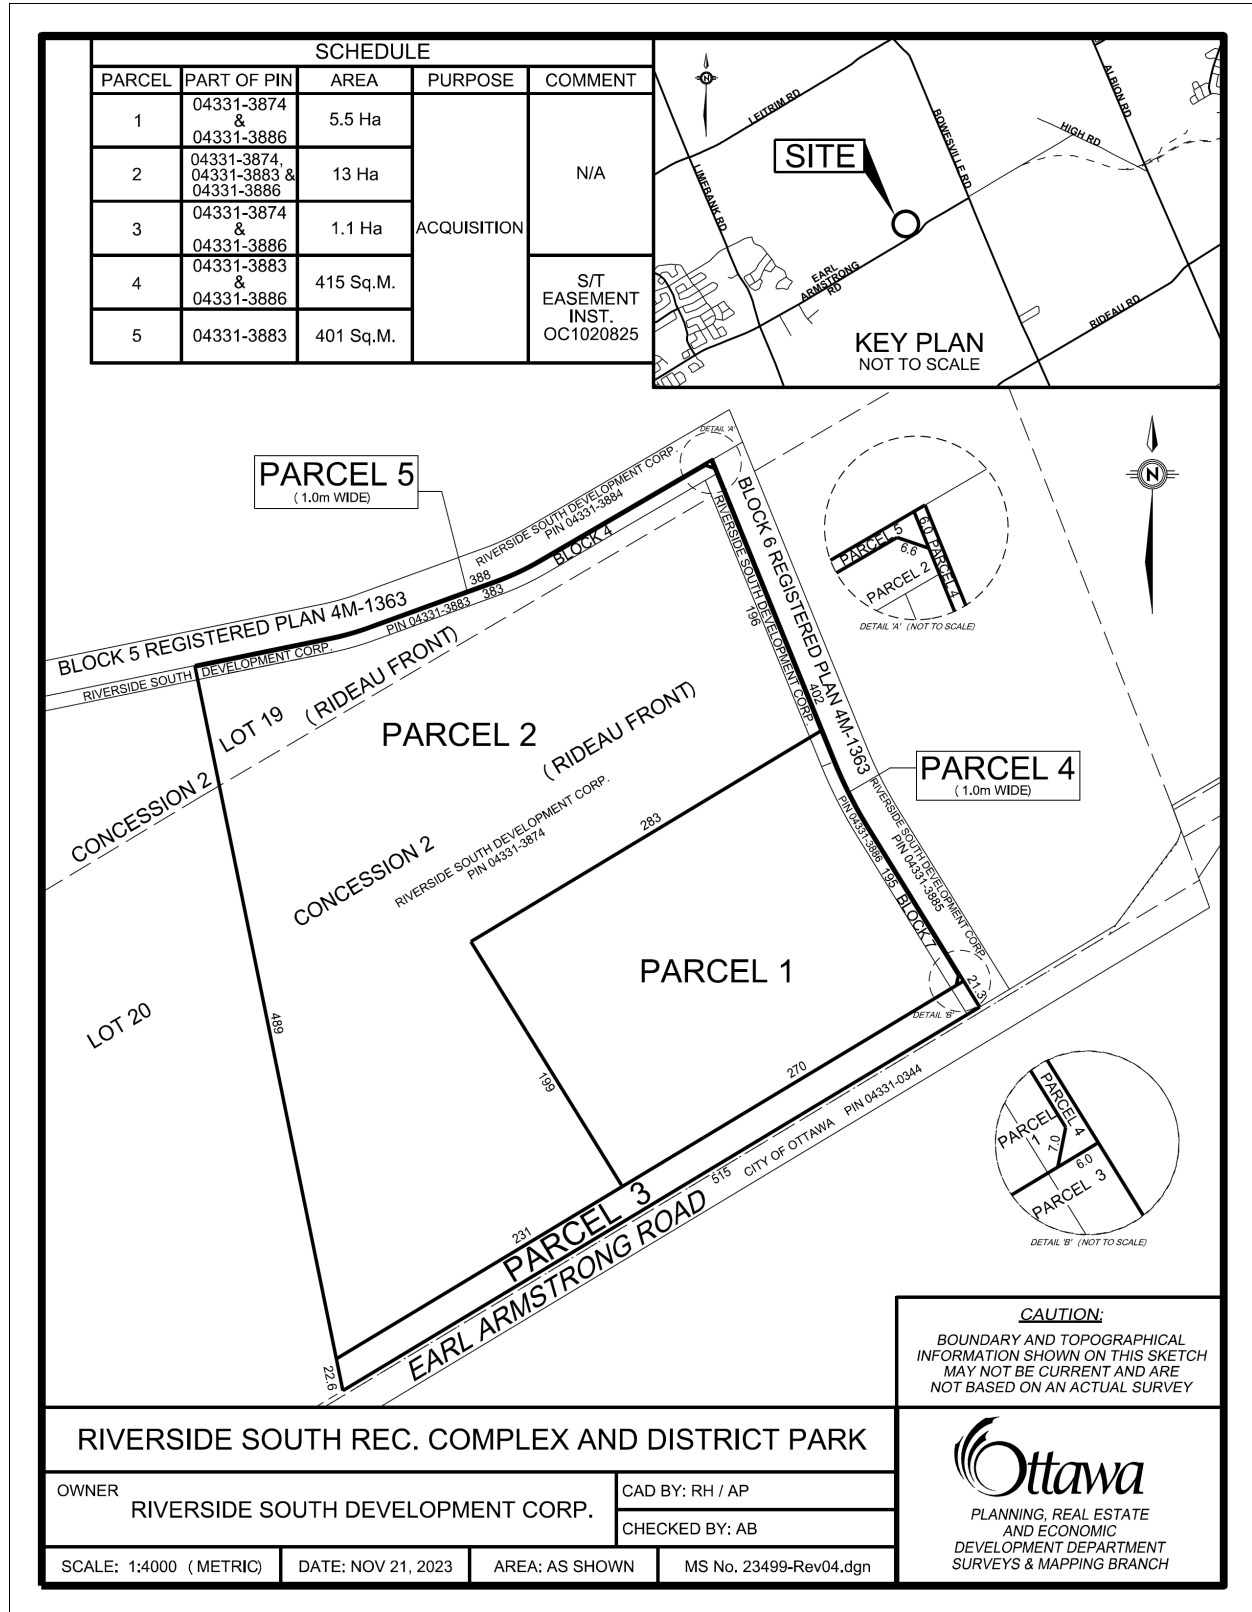 SCHEDULE
PARCEL PART OF PIN AREA PURPOSE COMMENT
1
04331-3874
&
04331-3886
5.5 Ha
2
04331-3874,
04331-3883 &
04331-3886
13 Ha
3
04331-3874
&
04331-3886
1.1 Ha
4
04331-3883
&
04331-3886
415 Sq.M.
5
04331-3883
401 Sq.M.
ACQUISITION
N/A
S/T
EASEMENT
INST.
OC1020825
N
LEITRIM RD
ALBION RD
BOWESVILLE RD
HIGH RD
SITE
LIMEBANK RD
EARL
ARMSTRONG
RD
RIDEAU RD
KEY PLAN
NOT TO SCALE
PARCEL 5
( 1.0m WIDE)
DETAIL 'A'
RIVERSIDE SOUTH DEVELOPMENT CORP.
PIN 04331-3884
BLOCK 4
388
383
PIN 04331-3883
BLOCK 5 REGISTERED PLAN 4M-1363
RIVERSIDE SOUTH DEVELOPMENT CORP.
BLOCK 6 REGISTERED PLAN 4M-1363
RIVERSIDE SOUTH DEVELOPMENT CORP.
196
402
N
PARCEL 5
6.0
PARCEL 4
6.6
PARCEL 2
DETAIL 'A' (NOT TO SCALE)
LOT 19 ( RIDEAU FRONT)
PARCEL 2
CONCESSION 2
( RIDEAU FRONT)
CONCESSION 2
RIVERSIDE SOUTH DEVELOPMENT CORP.
PIN 04331-3874
283
PARCEL 4
( 1.0m WIDE)
RIVERSIDE SOUTH DEVELOPMENT CORP.
PIN 04331-3885
PIN 04331-3886
195
BLOCK 7
PARCEL 1
21.3
DETAIL 'B'
LOT 20
489
199
270
PIN 04331-0344
CITY OF OTTAWA
515
231
PARCEL 3
EARL ARMSTRONG ROAD
22.6
PARCEL 4
PARCEL
1
7.0
6.0
PARCEL 3
DETAIL 'B' (NOT TO SCALE)
CAUTION:
BOUNDARY AND TOPOGRAPHICAL
INFORMATION SHOWN ON THIS SKETCH
MAY NOT BE CURRENT AND ARE
NOT BASED ON AN ACTUAL SURVEY
RIVERSIDE SOUTH REC. COMPLEX AND DISTRICT PARK
OWNER
RIVERSIDE SOUTH DEVELOPMENT CORP.
CAD BY: RH / AP
CHECKED BY: AB
SCALE: 1:4000 ( METRIC)
DATE: NOV 21, 2023
AREA: AS SHOWN
MS No. 23499-Rev04.dgn
Ottawa
PLANNING, REAL ESTATE
AND ECONOMIC
DEVELOPMENT DEPARTMENT
SURVEYS & MAPPING BRANCH